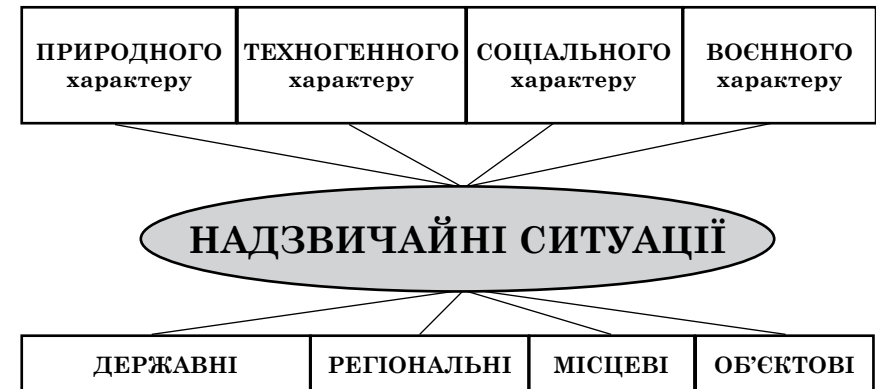 ПРИРОДНОГО
характеру
ТЕХНОГЕННОГО
характеру
СОЦІАЛЬНОГО
характеру
ВОЄННОГО
характеру
НАДЗВИЧАЙНІ СИТУАЦІЇ
ДЕРЖАВНІ
РЕГІОНАЛЬНІ
МІСЦЕВІ
ОБ’ЄКТОВІ